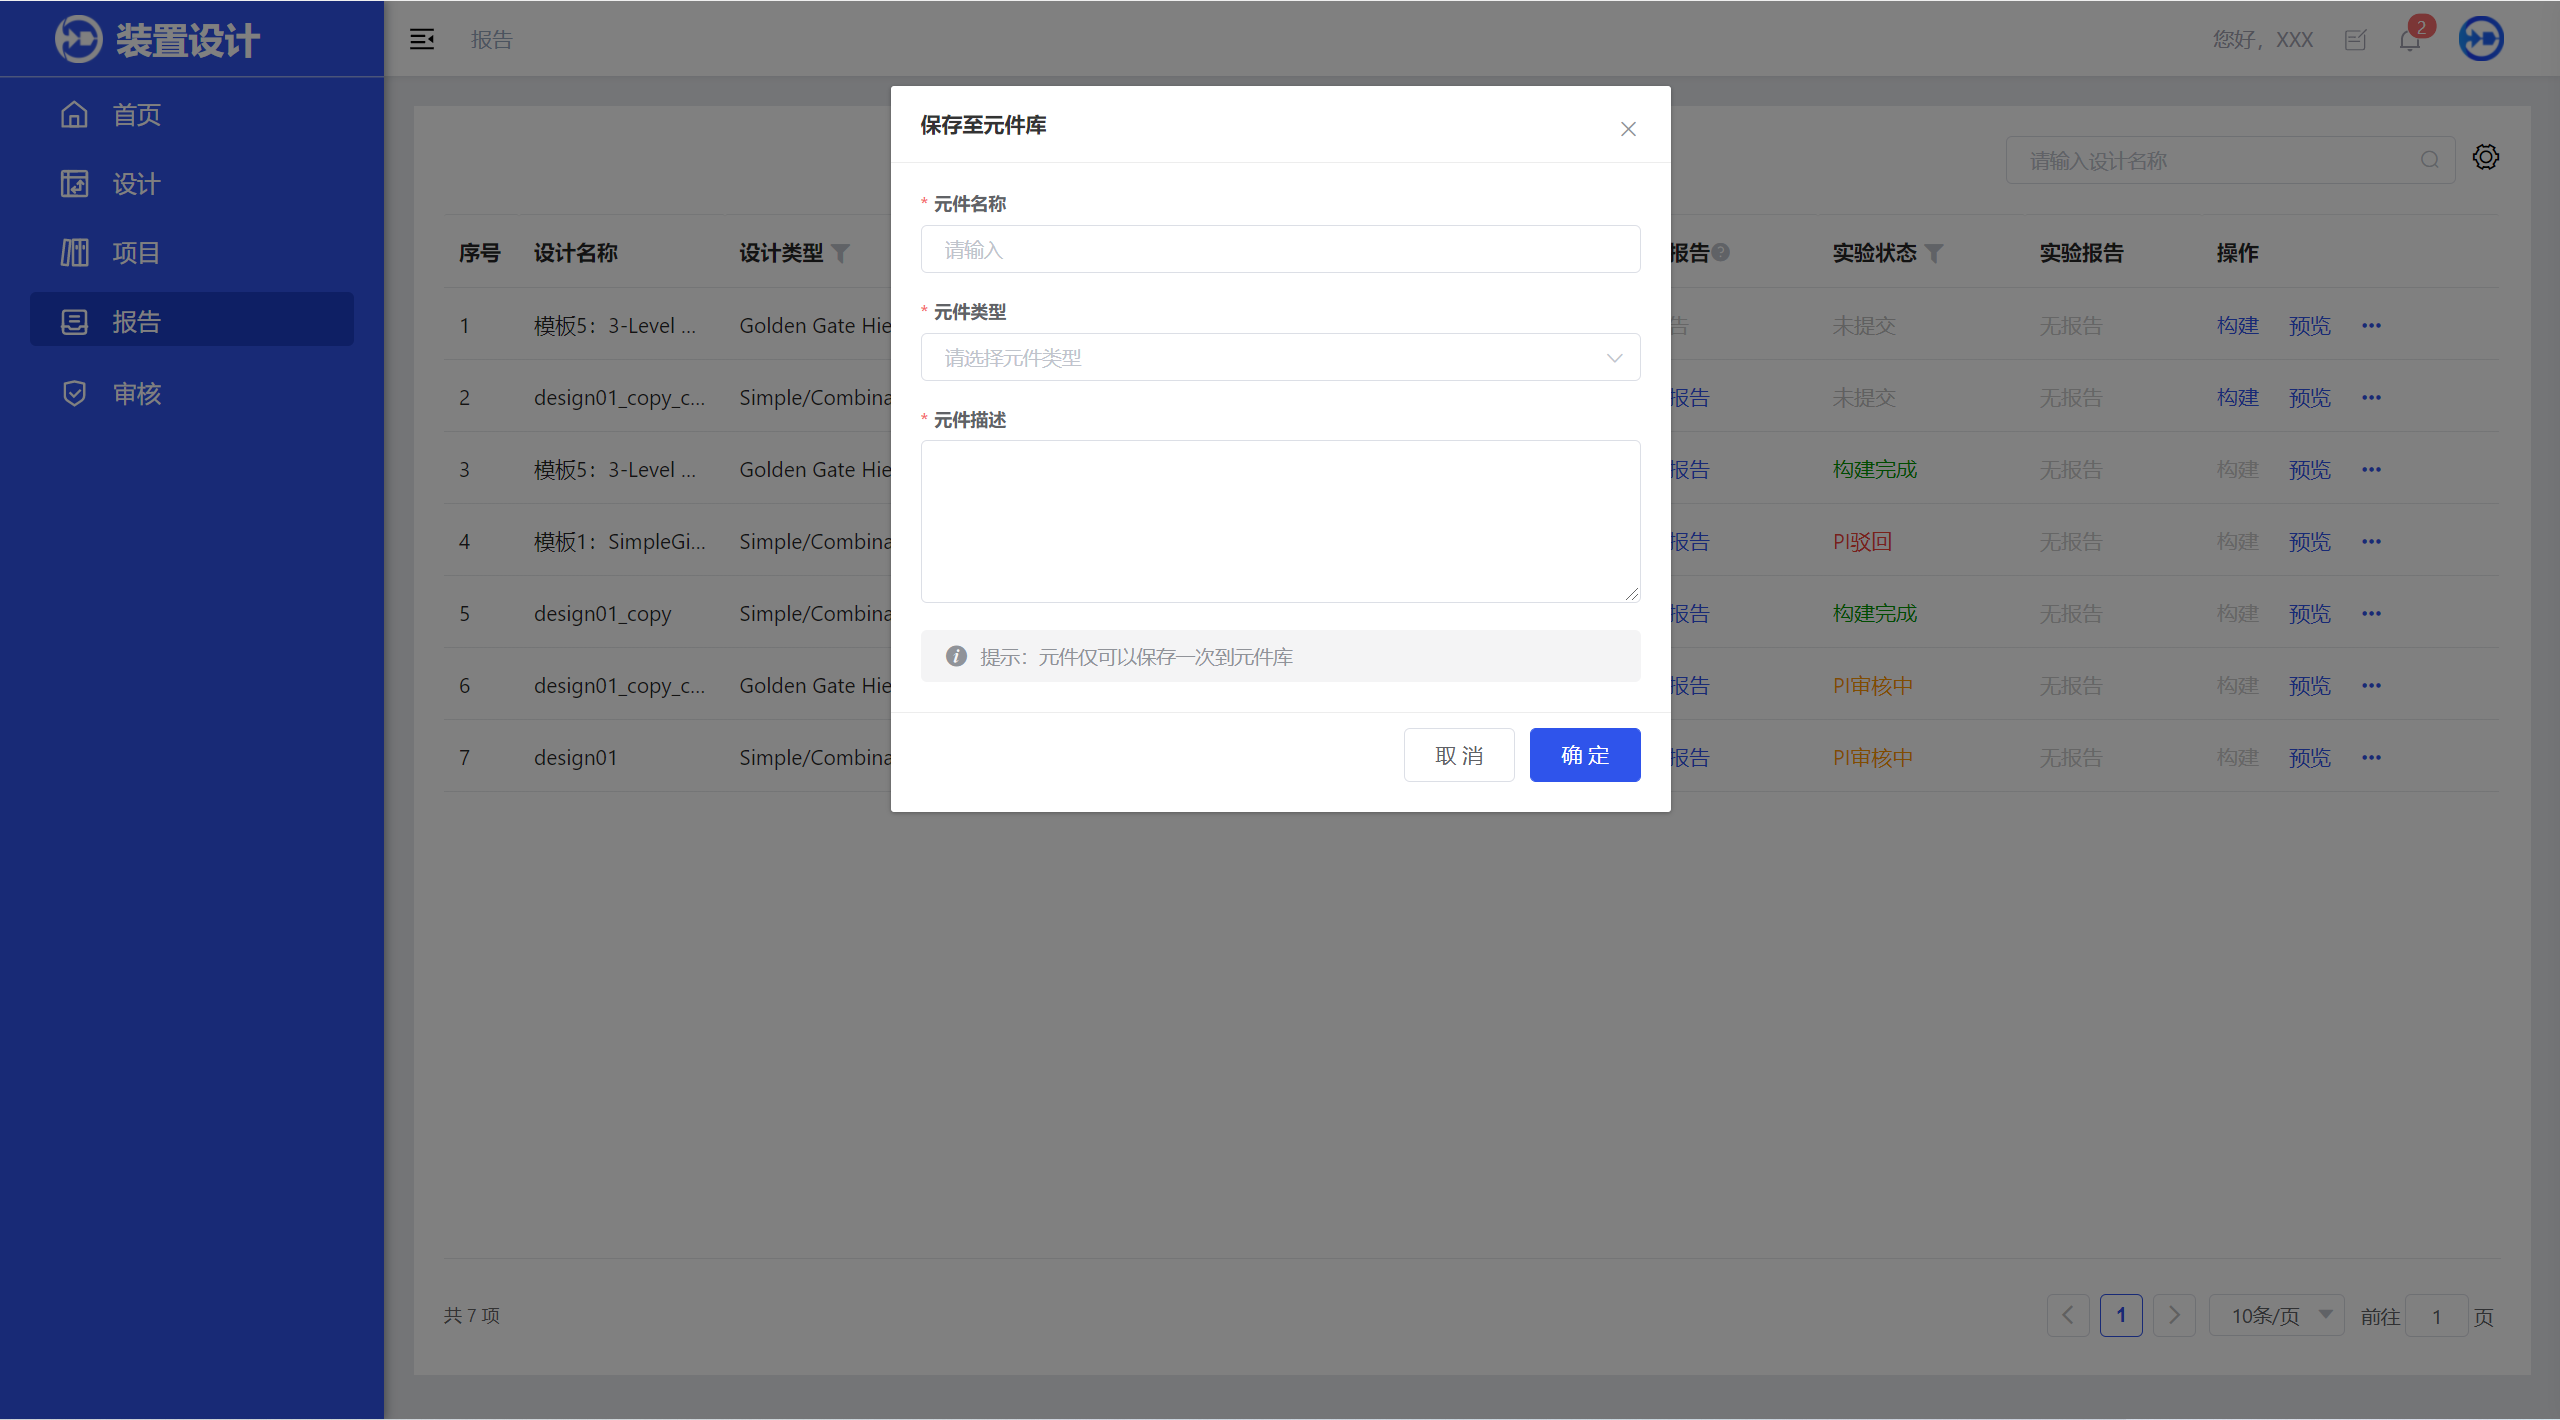 装置设计
报告
您好，XXX
2
首页
设计
项目
报告
审核
请输入设计名称
序号 设计名称 设计类型 报告 实验状态 实验报告 操作
1 模板5：3-Level ... Golden Gate Hie 告 未提交 无报告 构建 预览 •••
2 design01_copy_c... Simple/Combina 报告 未提交 无报告 构建 预览 •••
3 模板5：3-Level ... Golden Gate Hie 报告 构建完成 无报告 构建 预览 •••
4 模板1：SimpleGi... Simple/Combina 报告 PI驳回 无报告 构建 预览 •••
5 design01_copy Simple/Combina 报告 构建完成 无报告 构建 预览 •••
6 design01_copy_c... Golden Gate Hie 报告 PI审核中 无报告 构建 预览 •••
7 design01 Simple/Combina 报告 PI审核中 无报告 构建 预览 •••
保存至元件库
* 元件名称
请输入
* 元件类型
请选择元件类型
* 元件描述
提示：元件仅可以保存一次到元件库
取消 确定
共 7 项
1 10条/页 前往 1 页